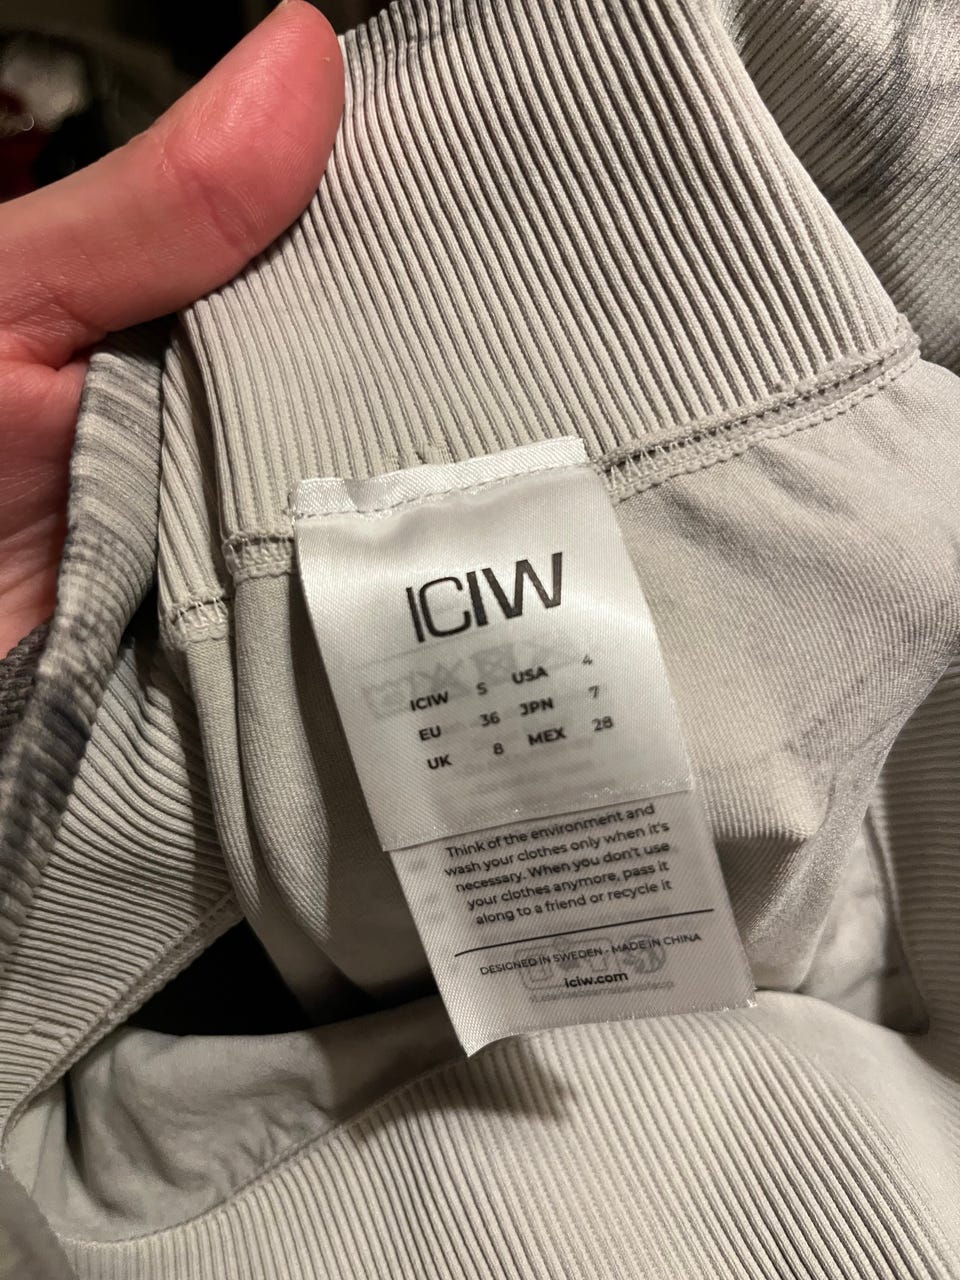 ICIW
ICIW S USA 4
EU 36 JPN 7
UK 8 MEX 28
Think of the environment and
wash your clothes only when it's
necessary. When you don't use
your clothes anymore, pass it
along to a friend or recycle it
DESIGNED IN SWEDEN - MADE IN CHINA
iciw.com